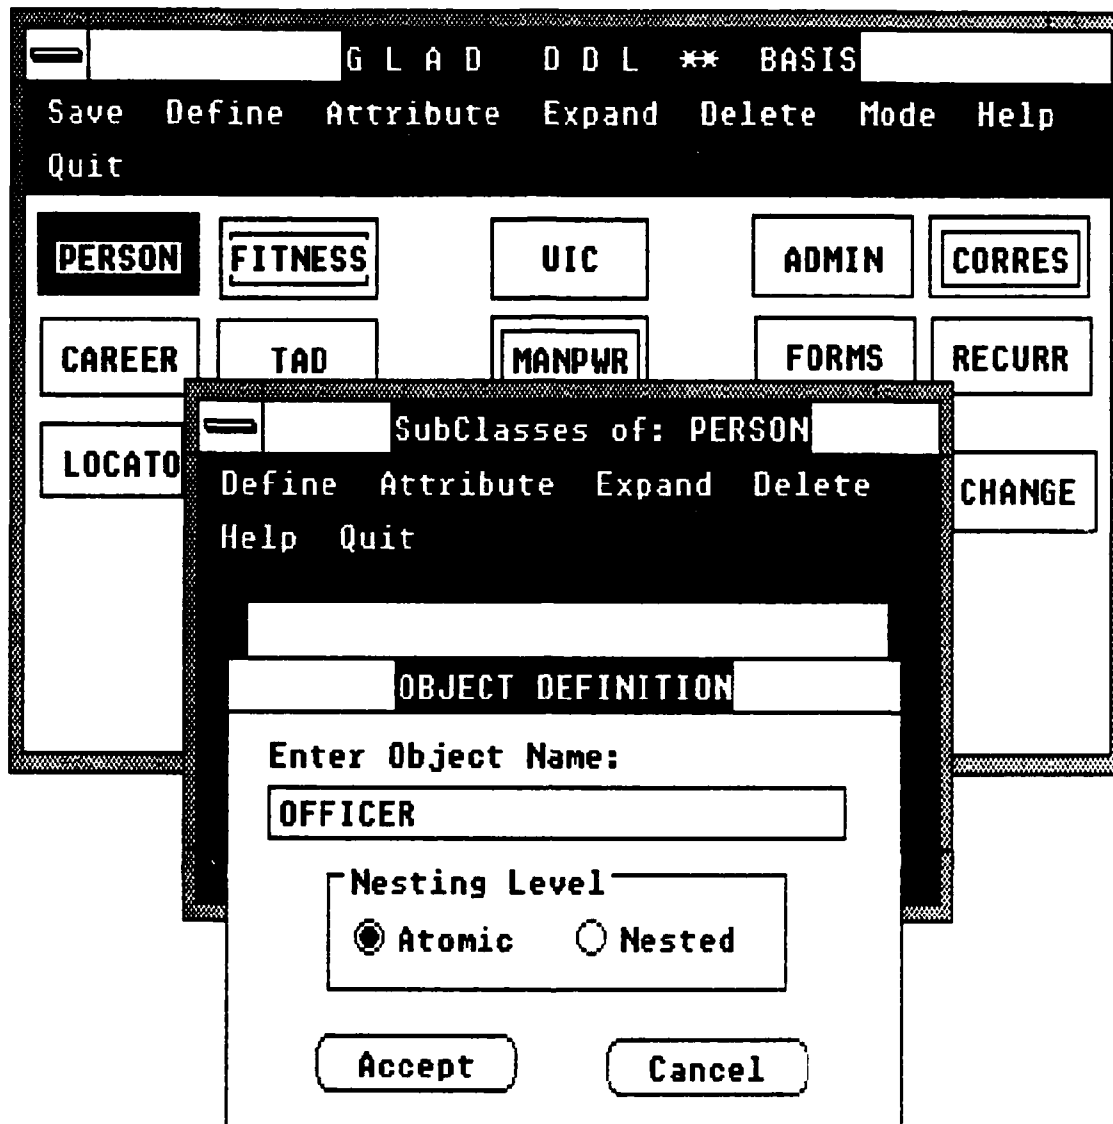 G L A D D D L ** BASIS
Save Define Attribute Expand Delete Mode Help
Quit
PERSON FITNESS UIC ADMIN CORRES
CAREER TAD MANPWR FORMS RECURR
LOCATO CHANGE
SubClasses of: PERSON
Define Attribute Expand Delete
Help Quit
OBJECT DEFINITION
Enter Object Name:
OFFICER
Nesting Level
Atomic Nested
Accept Cancel